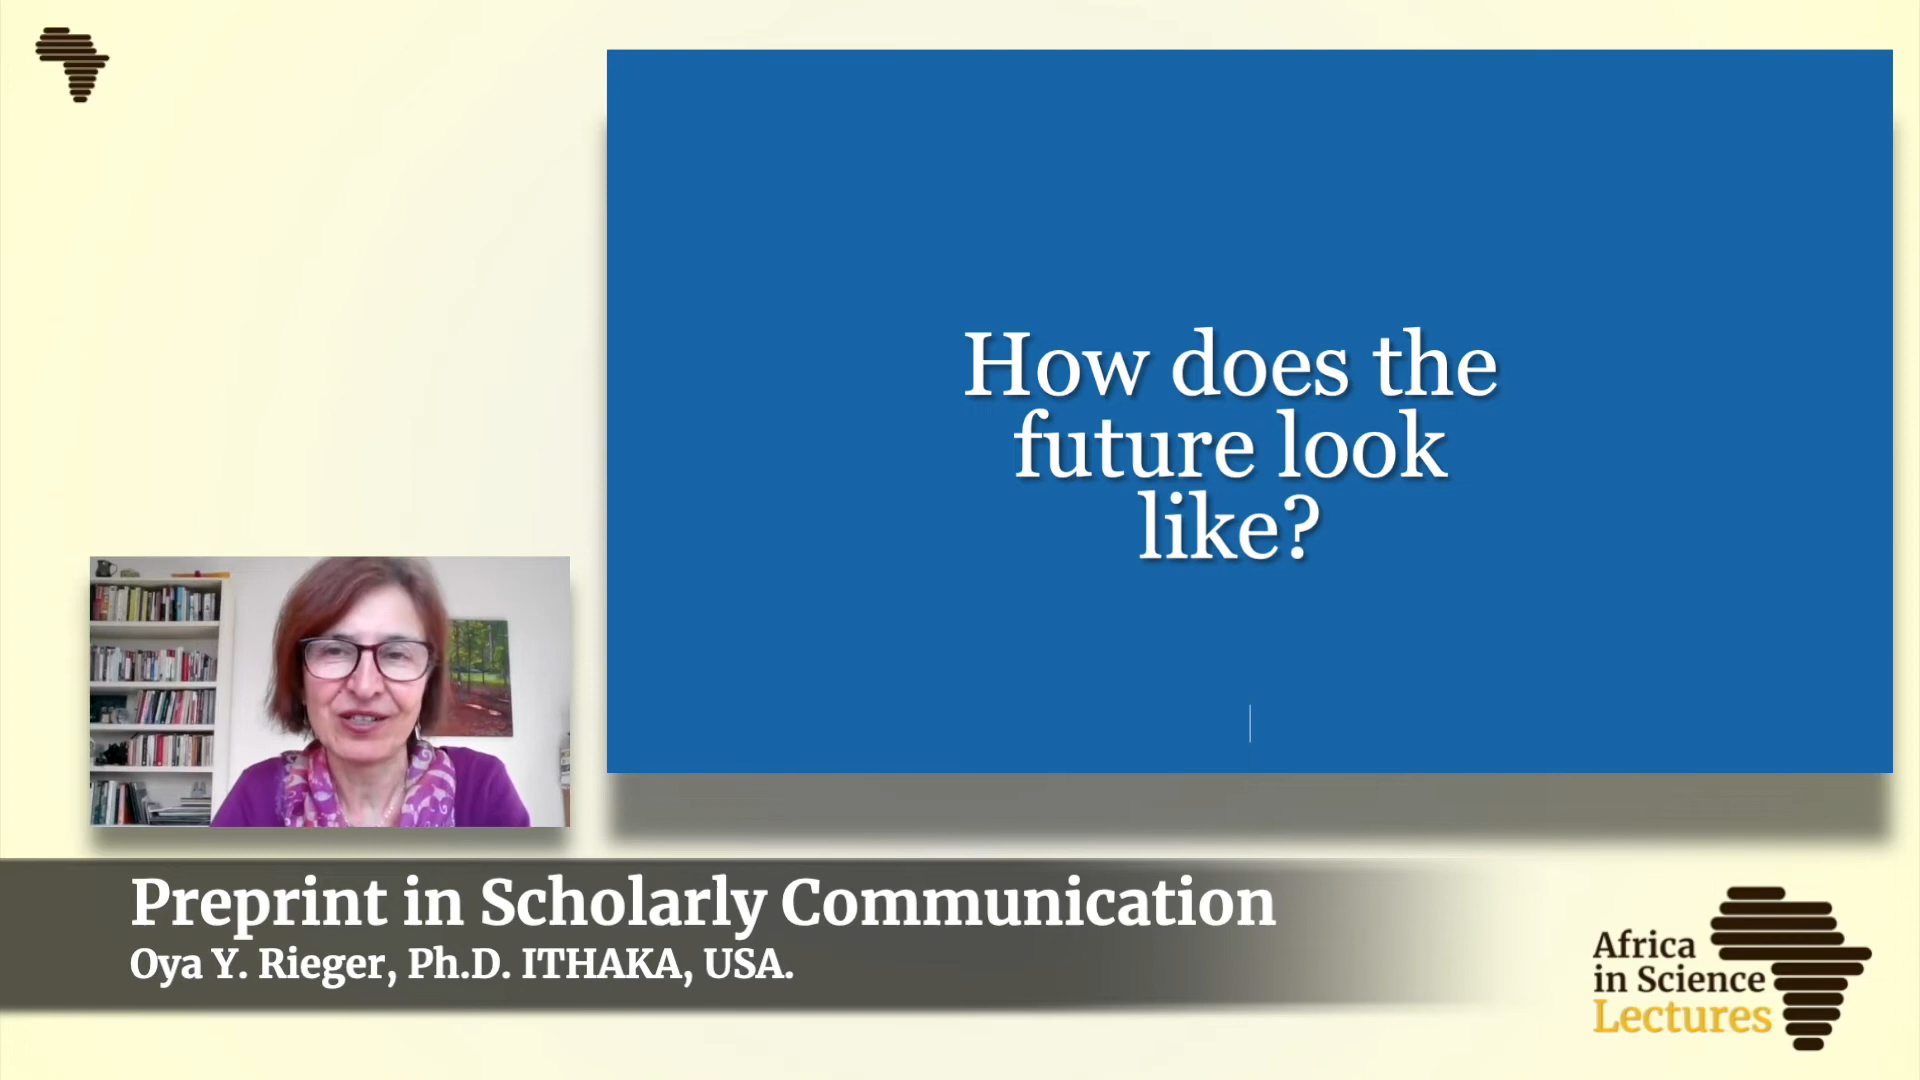 How does the
future look
like?
Preprint in Scholarly Communication
Oya Y. Rieger, Ph.D. ITHAKA, USA.
Africa
in Science
Lectures